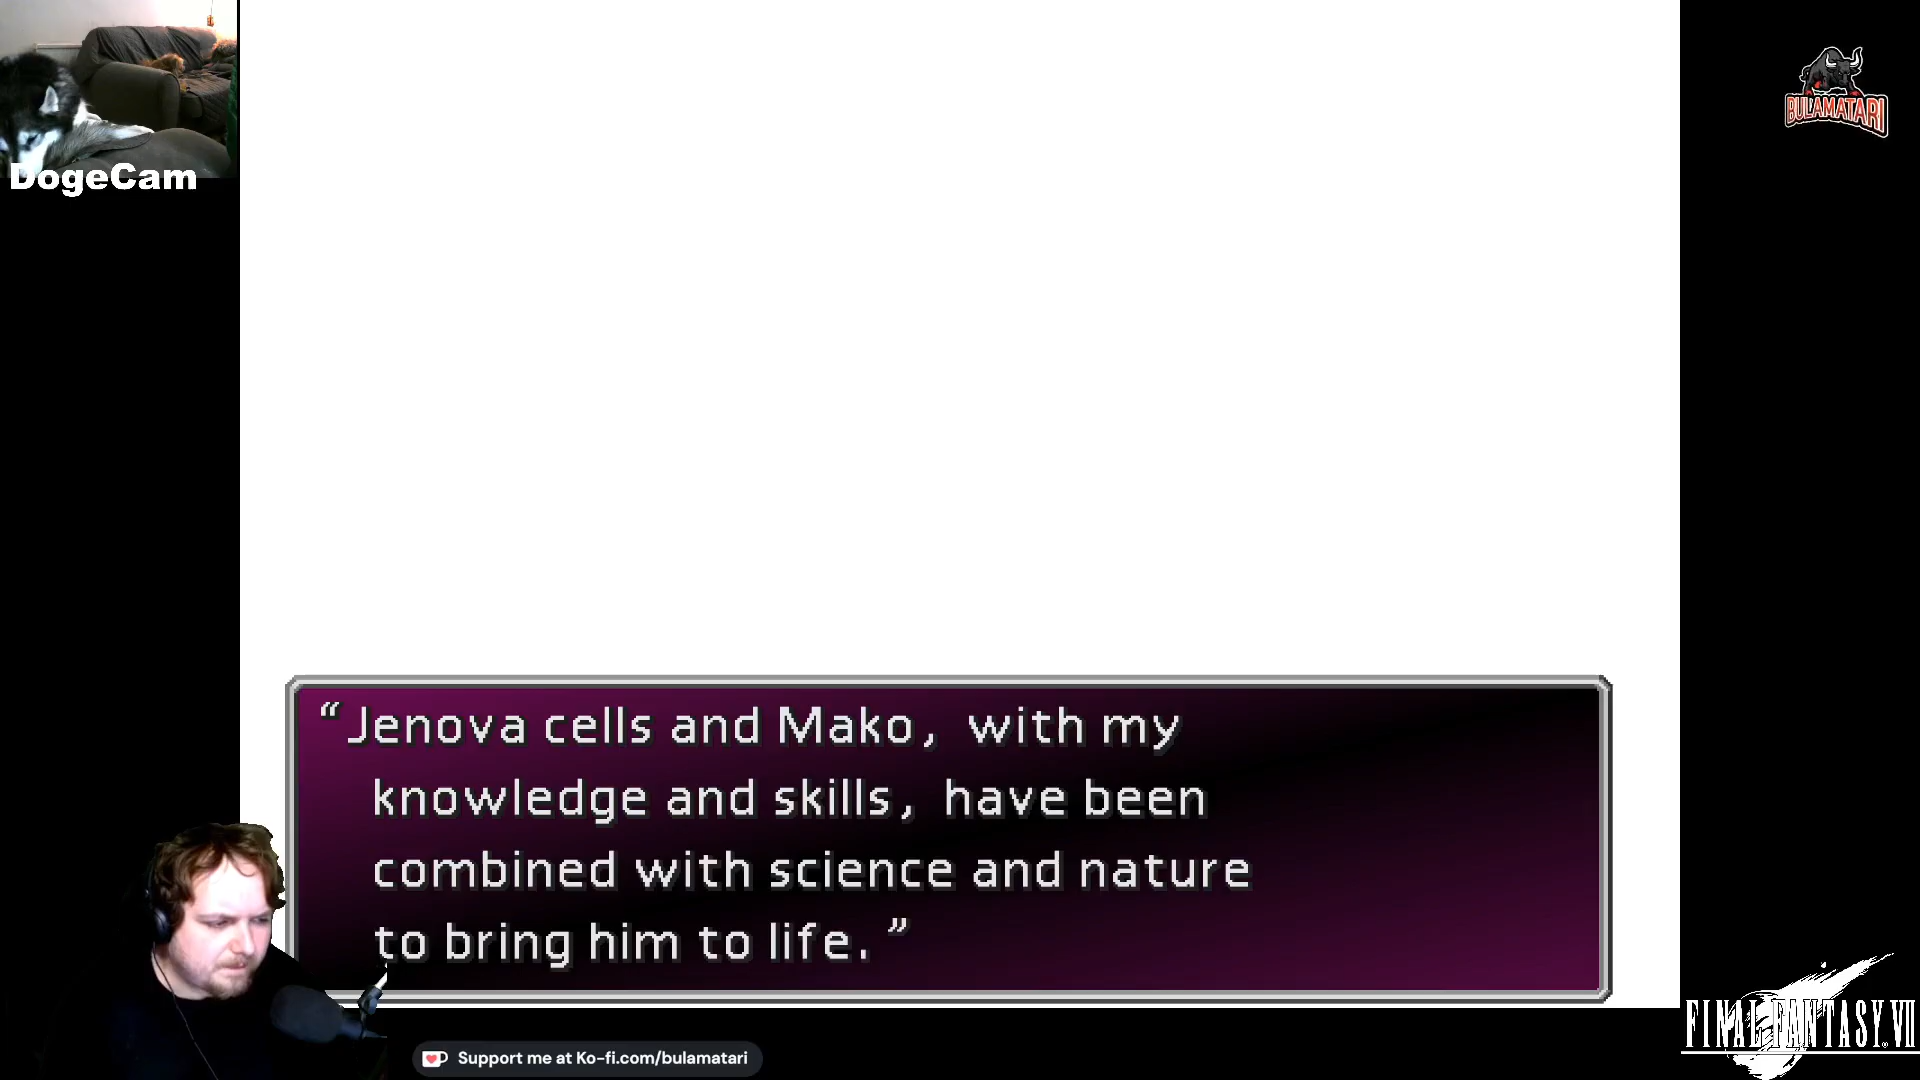 DogeCam
BULAMATARI
“Jenova cells and Mako, with my
knowledge and skills, have been
combined with science and nature
to bring him to life.”
FINAL FANTASY. VII
Support me at Ko-fi.com/bulamatari